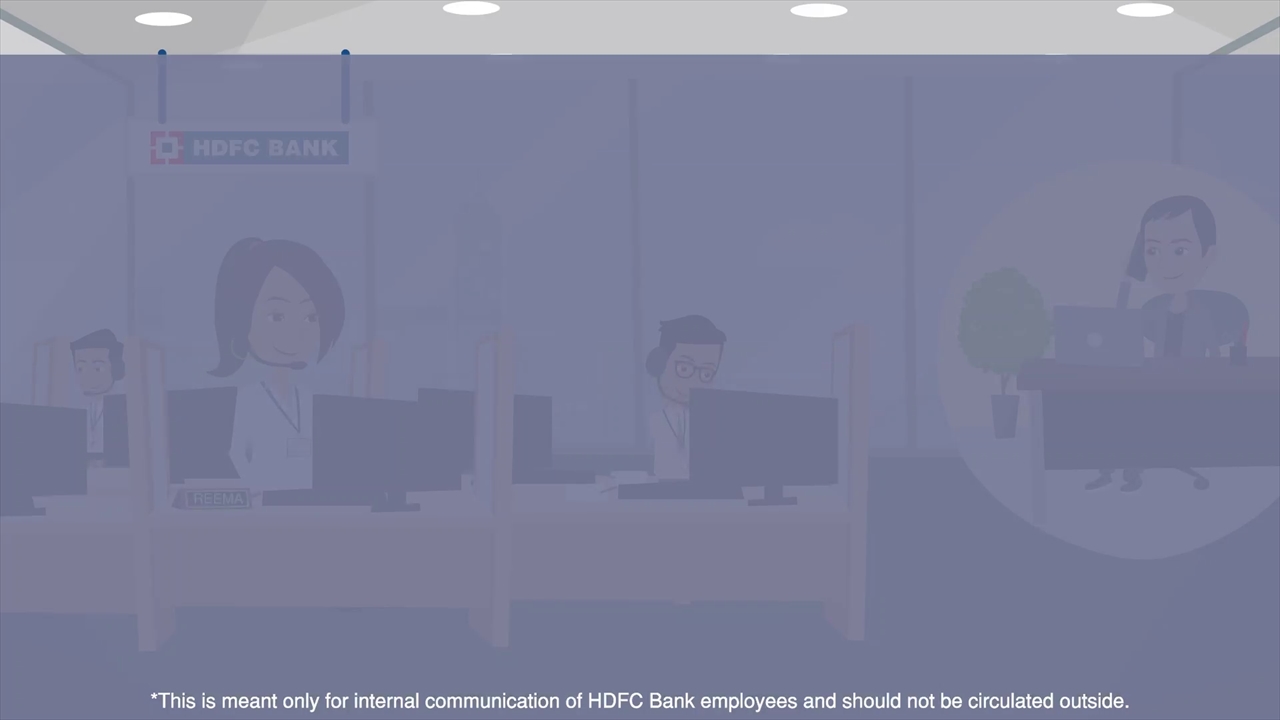 HDFC BANK
REEMA
*This is meant only for internal communication of HDFC Bank employees and should not be circulated outside.